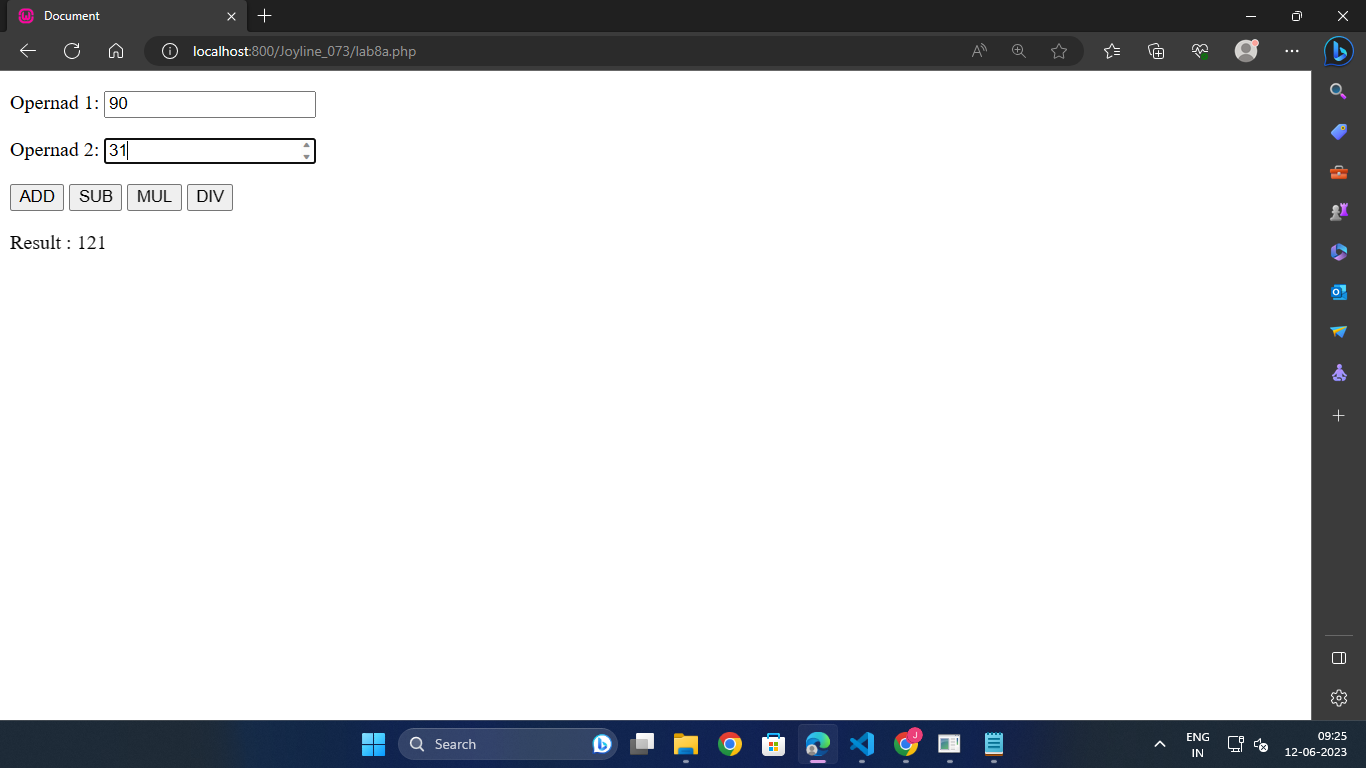 Document
localhost:800/Joyline_073/lab8a.php
Opernad 1: 90
Opernad 2: 31
ADD SUB MUL DIV
Result : 121
Search
J
ENG
IN
09:25
12-06-2023